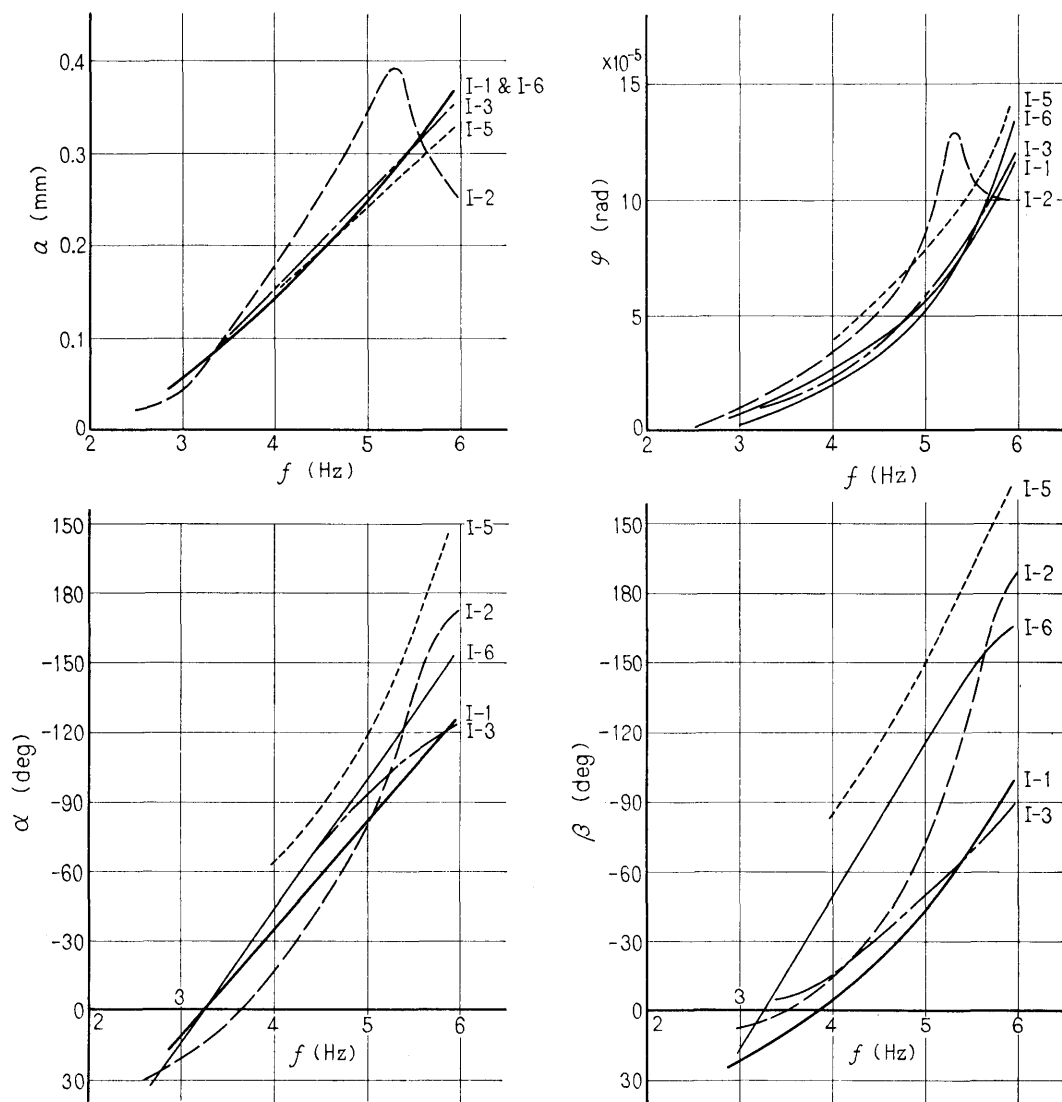 0.4
0.3
0.2
0.1
0
a (mm)
2 3 4 5 6
f (Hz)
I-1 & I-6
I-3
I-5
I-2
×10⁻⁵
15
10
5
0
φ (rad)
2 3 4 5 6
f (Hz)
I-5
I-6
I-3
I-1
I-2
150
180
-150
-120
-90
-60
-30
0
30
α (deg)
3
2 4 5 6
f (Hz)
I-5
I-2
I-6
I-1
I-3
150
180
-150
-120
-90
-60
-30
0
30
β (deg)
3
2 4 5 6
f (Hz)
I-5
I-2
I-6
I-1
I-3